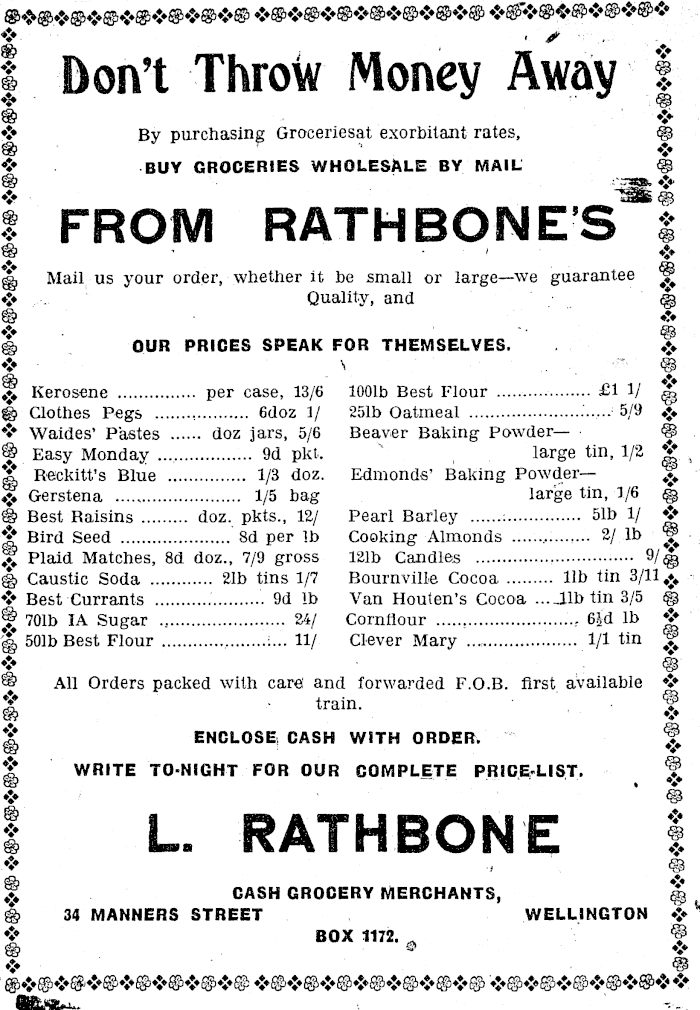 Don't Throw Money Away
By purchasing Groceriesat exorbitant rates,
BUY GROCERIES WHOLESALE BY MAIL
FROM RATHBONE'S
Mail us your order, whether it be small or large—we guarantee
Quality, and
OUR PRICES SPEAK FOR THEMSELVES.
Kerosene ............... per case, 13/6
Clothes Pegs .................. 6doz 1/
Waides' Pastes ...... doz jars, 5/6
Easy Monday .................. 9d pkt.
Reckitt's Blue ............... 1/3 doz.
Gerstena ........................ 1/5 bag
Best Raisins ......... doz. pkts., 12/
Bird Seed ..................... 8d per lb
Plaid Matches, 8d doz., 7/9 gross
Caustic Soda ............ 2lb tins 1/7
Best Currants ..................... 9d lb
70lb IA Sugar ........................ 24/
50lb Best Flour ........................ 11/
100lb Best Flour .................. £1 1/
25lb Oatmeal ........................... 5/9
Beaver Baking Powder—
large tin, 1/2
Edmonds' Baking Powder—
large tin, 1/6
Pearl Barley ..................... 5lb 1/
Cooking Almonds ............... 2/ lb
12lb Candles .............................. 9/
Bournville Cocoa ......... 1lb tin 3/11
Van Houten's Cocoa ... 1lb tin 3/5
Cornflour ........................... 6½d lb
Clever Mary ..................... 1/1 tin
All Orders packed with care and forwarded F.O.B. first available
train.
ENCLOSE CASH WITH ORDER.
WRITE TO-NIGHT FOR OUR COMPLETE PRICE-LIST.
L. RATHBONE
CASH GROCERY MERCHANTS,
34 MANNERS STREET WELLINGTON
BOX 1172.